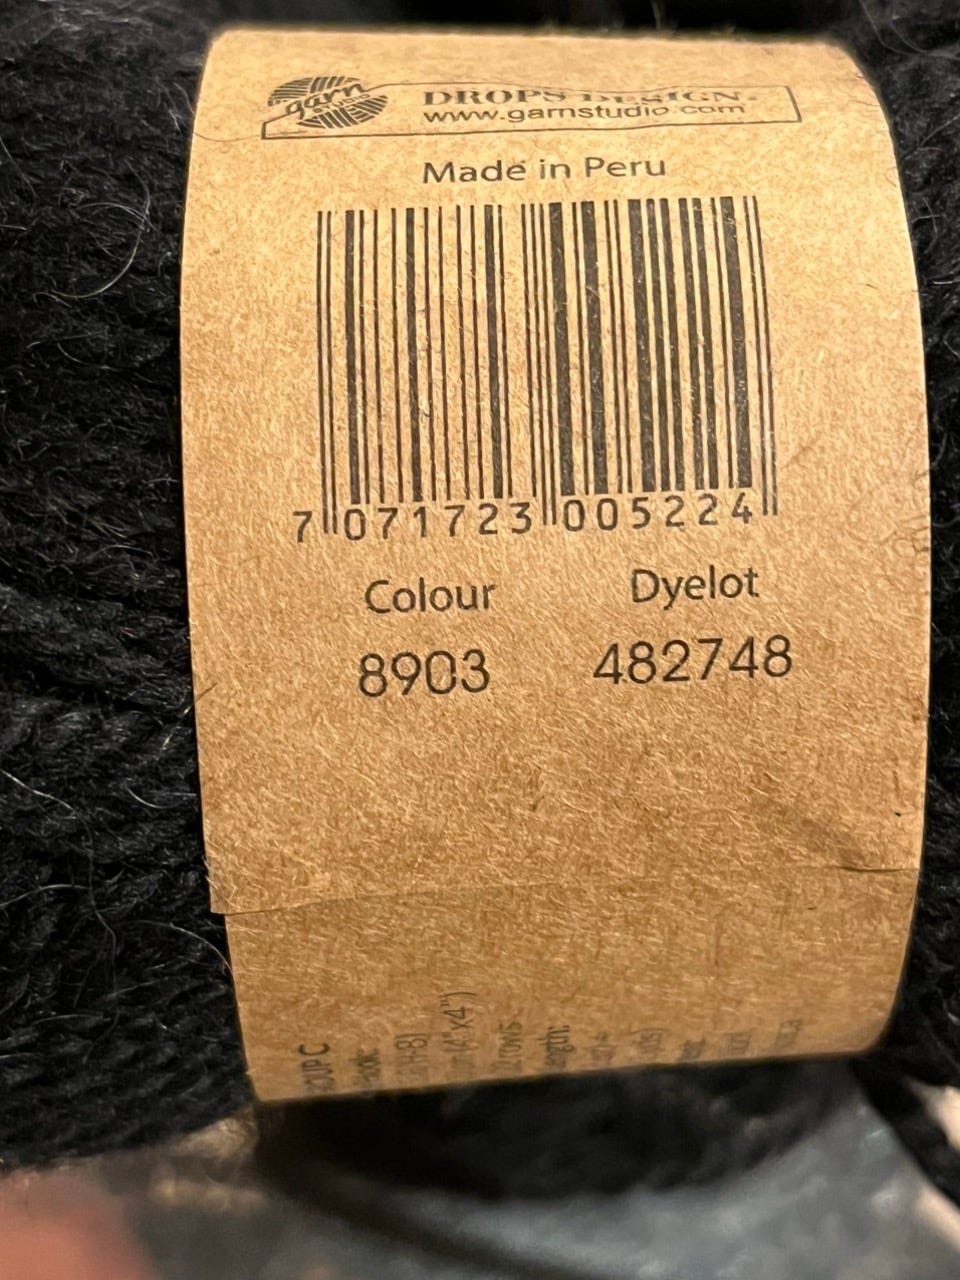 garn
STUDIO
DROPS DESIGN
www.garnstudio.com
Made in Peru
7 071723 005224
Colour Dyelot
8903 482748